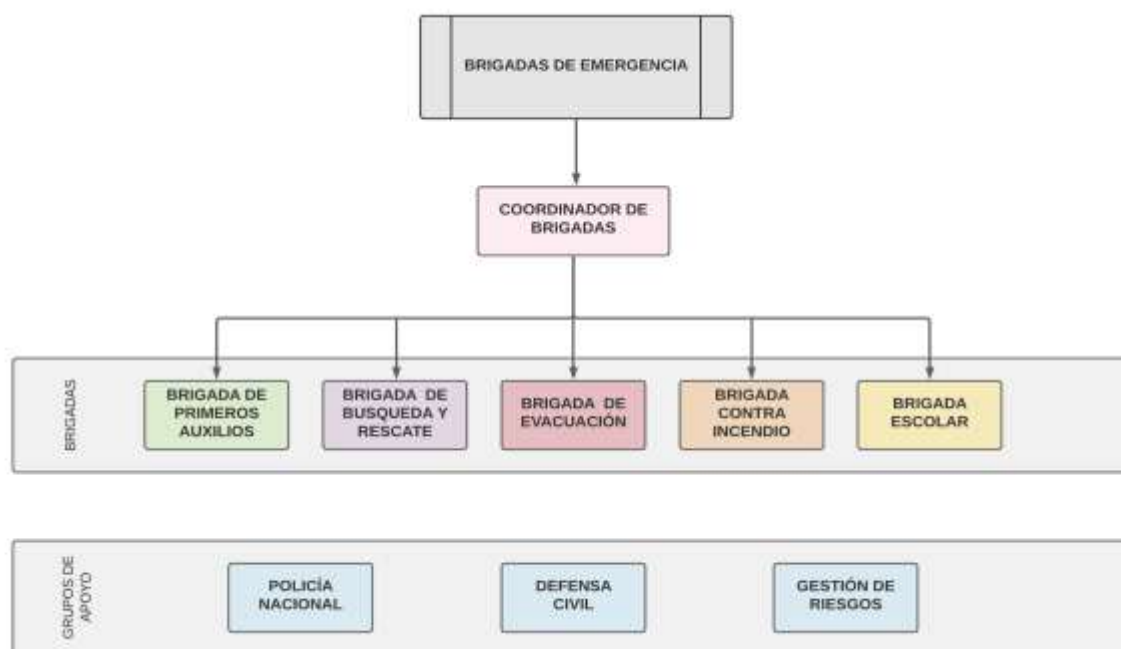 BRIGADAS DE EMERGENCIA
COORDINADOR DE
BRIGADAS
BRIGADAS
BRIGADA DE
PRIMEROS
AUXILIOS
BRIGADA DE
BUSQUEDA Y
RESCATE
BRIGADA DE
EVACUACIÓN
BRIGADA
CONTRA
INCENDIO
BRIGADA
ESCOLAR
GRUPOS DE
APOYO
POLICÍA
NACIONAL
DEFENSA
CIVIL
GESTIÓN DE
RIESGOS